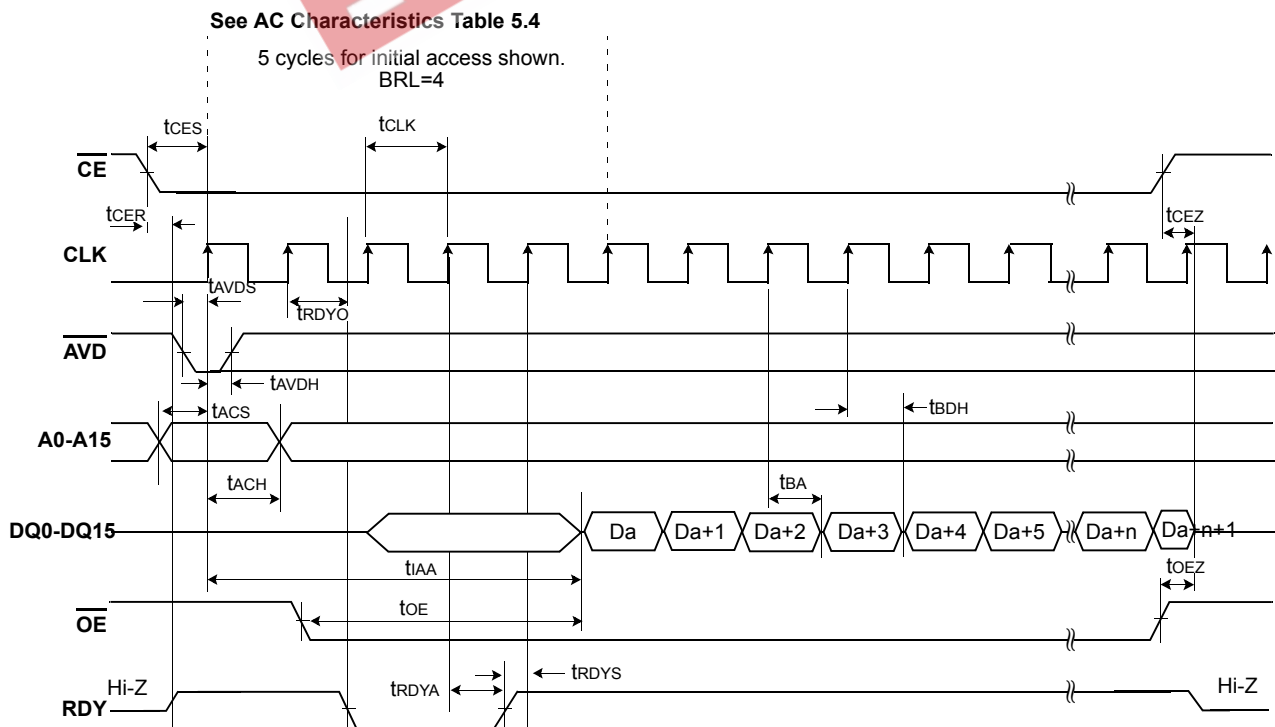 See AC Characteristics Table 5.4
5 cycles for initial access shown.
BRL=4
tCES
tCLK
CE
tCER
tCEZ
CLK
tAVDS
tRDYO
AVD
tAVDH
tACS
tBDH
A0-A15
tACH
tBA
DQ0-DQ15
Da
Da+1
Da+2
Da+3
Da+4
Da+5
Da+n
Da+n+1
tIAA
tOEZ
tOE
OE
tRDYS
tRDYA
Hi-Z
Hi-Z
RDY